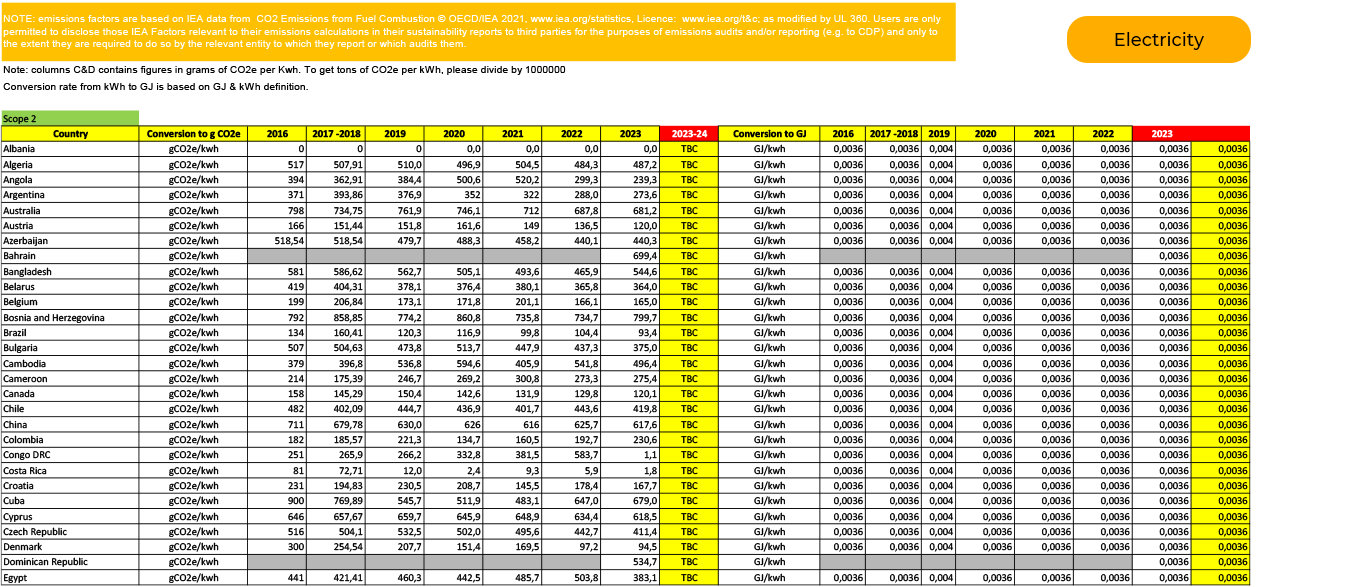 NOTE: emissions factors are based on IEA data from CO2 Emissions from Fuel Combustion © OECD/IEA 2021, www.iea.org/statistics, Licence: www.iea.org/t&c; as modified by UL 360. Users are only
permitted to disclose those IEA Factors relevant to their emissions calculations in their sustainability reports to third parties for the purposes of emissions audits and/or reporting (e.g. to CDP) and only to
the extent they are required to do so by the relevant entity to which they report or which audits them.
Electricity
Note: columns C&D contains figures in grams of CO2e per Kwh. To get tons of CO2e per kWh, please divide by 1000000
Conversion rate from kWh to GJ is based on GJ & kWh definition.
Scope 2
Country Conversion to g CO2e 2016 2017 -2018 2019 2020 2021 2022 2023 2023-24 Conversion to GJ 2016 2017 -2018 2019 2020 2021 2022 2023
Albania gCO2e/kwh 0 0 0 0,0 0,0 0,0 0,0 TBC GJ/kwh 0,0036 0,0036 0,004 0,0036 0,0036 0,0036 0,0036 0,0036
Algeria gCO2e/kwh 517 507,91 510,0 496,9 504,5 484,3 487,2 TBC GJ/kwh 0,0036 0,0036 0,004 0,0036 0,0036 0,0036 0,0036 0,0036
Angola gCO2e/kwh 394 362,91 384,4 500,6 520,2 299,3 239,3 TBC GJ/kwh 0,0036 0,0036 0,004 0,0036 0,0036 0,0036 0,0036 0,0036
Argentina gCO2e/kwh 371 393,86 376,9 352 322 288,0 273,6 TBC GJ/kwh 0,0036 0,0036 0,004 0,0036 0,0036 0,0036 0,0036 0,0036
Australia gCO2e/kwh 798 734,75 761,9 746,1 712 687,8 681,2 TBC GJ/kwh 0,0036 0,0036 0,004 0,0036 0,0036 0,0036 0,0036 0,0036
Austria gCO2e/kwh 166 151,44 151,8 161,6 149 136,5 120,0 TBC GJ/kwh 0,0036 0,0036 0,004 0,0036 0,0036 0,0036 0,0036 0,0036
Azerbaijan gCO2e/kwh 518,54 518,54 479,7 488,3 458,2 440,1 440,3 TBC GJ/kwh 0,0036 0,0036 0,004 0,0036 0,0036 0,0036 0,0036 0,0036
Bahrain gCO2e/kwh 699,4 TBC GJ/kwh 0,0036 0,0036
Bangladesh gCO2e/kwh 581 586,62 562,7 505,1 493,6 465,9 544,6 TBC GJ/kwh 0,0036 0,0036 0,004 0,0036 0,0036 0,0036 0,0036 0,0036
Belarus gCO2e/kwh 419 404,31 378,1 376,4 380,1 365,8 364,0 TBC GJ/kwh 0,0036 0,0036 0,004 0,0036 0,0036 0,0036 0,0036 0,0036
Belgium gCO2e/kwh 199 206,84 173,1 171,8 201,1 166,1 165,0 TBC GJ/kwh 0,0036 0,0036 0,004 0,0036 0,0036 0,0036 0,0036 0,0036
Bosnia and Herzegovina gCO2e/kwh 792 858,85 774,2 860,8 735,8 734,7 799,7 TBC GJ/kwh 0,0036 0,0036 0,004 0,0036 0,0036 0,0036 0,0036 0,0036
Brazil gCO2e/kwh 134 160,41 120,3 116,9 99,8 104,4 93,4 TBC GJ/kwh 0,0036 0,0036 0,004 0,0036 0,0036 0,0036 0,0036 0,0036
Bulgaria gCO2e/kwh 507 504,63 473,8 513,7 447,9 437,3 375,0 TBC GJ/kwh 0,0036 0,0036 0,004 0,0036 0,0036 0,0036 0,0036 0,0036
Cambodia gCO2e/kwh 379 396,8 536,8 594,6 405,9 541,8 496,4 TBC GJ/kwh 0,0036 0,0036 0,004 0,0036 0,0036 0,0036 0,0036 0,0036
Cameroon gCO2e/kwh 214 175,39 246,7 269,2 300,8 273,3 275,4 TBC GJ/kwh 0,0036 0,0036 0,004 0,0036 0,0036 0,0036 0,0036 0,0036
Canada gCO2e/kwh 158 145,29 150,4 142,6 131,9 129,8 120,1 TBC GJ/kwh 0,0036 0,0036 0,004 0,0036 0,0036 0,0036 0,0036 0,0036
Chile gCO2e/kwh 482 402,09 444,7 436,9 401,7 443,6 419,8 TBC GJ/kwh 0,0036 0,0036 0,004 0,0036 0,0036 0,0036 0,0036 0,0036
China gCO2e/kwh 711 679,78 630,0 626 616 625,7 617,6 TBC GJ/kwh 0,0036 0,0036 0,004 0,0036 0,0036 0,0036 0,0036 0,0036
Colombia gCO2e/kwh 182 185,57 221,3 134,7 160,5 192,7 230,6 TBC GJ/kwh 0,0036 0,0036 0,004 0,0036 0,0036 0,0036 0,0036 0,0036
Congo DRC gCO2e/kwh 251 265,9 266,2 332,8 381,5 583,7 1,1 TBC GJ/kwh 0,0036 0,0036 0,004 0,0036 0,0036 0,0036 0,0036 0,0036
Costa Rica gCO2e/kwh 81 72,71 12,0 2,4 9,3 5,9 1,8 TBC GJ/kwh 0,0036 0,0036 0,004 0,0036 0,0036 0,0036 0,0036 0,0036
Croatia gCO2e/kwh 231 194,83 230,5 208,7 145,5 178,4 167,7 TBC GJ/kwh 0,0036 0,0036 0,004 0,0036 0,0036 0,0036 0,0036 0,0036
Cuba gCO2e/kwh 900 769,89 545,7 511,9 483,1 647,0 679,0 TBC GJ/kwh 0,0036 0,0036 0,004 0,0036 0,0036 0,0036 0,0036 0,0036
Cyprus gCO2e/kwh 646 657,67 659,7 645,9 648,9 634,4 618,5 TBC GJ/kwh 0,0036 0,0036 0,004 0,0036 0,0036 0,0036 0,0036 0,0036
Czech Republic gCO2e/kwh 516 504,1 532,5 502,0 495,6 442,7 411,4 TBC GJ/kwh 0,0036 0,0036 0,004 0,0036 0,0036 0,0036 0,0036 0,0036
Denmark gCO2e/kwh 300 254,54 207,7 151,4 169,5 97,2 94,5 TBC GJ/kwh 0,0036 0,0036 0,004 0,0036 0,0036 0,0036 0,0036 0,0036
Dominican Republic gCO2e/kwh 534,7 TBC GJ/kwh 0,0036 0,0036
Egypt gCO2e/kwh 441 421,41 460,3 442,5 485,7 503,8 383,1 TBC GJ/kwh 0,0036 0,0036 0,004 0,0036 0,0036 0,0036 0,0036 0,0036